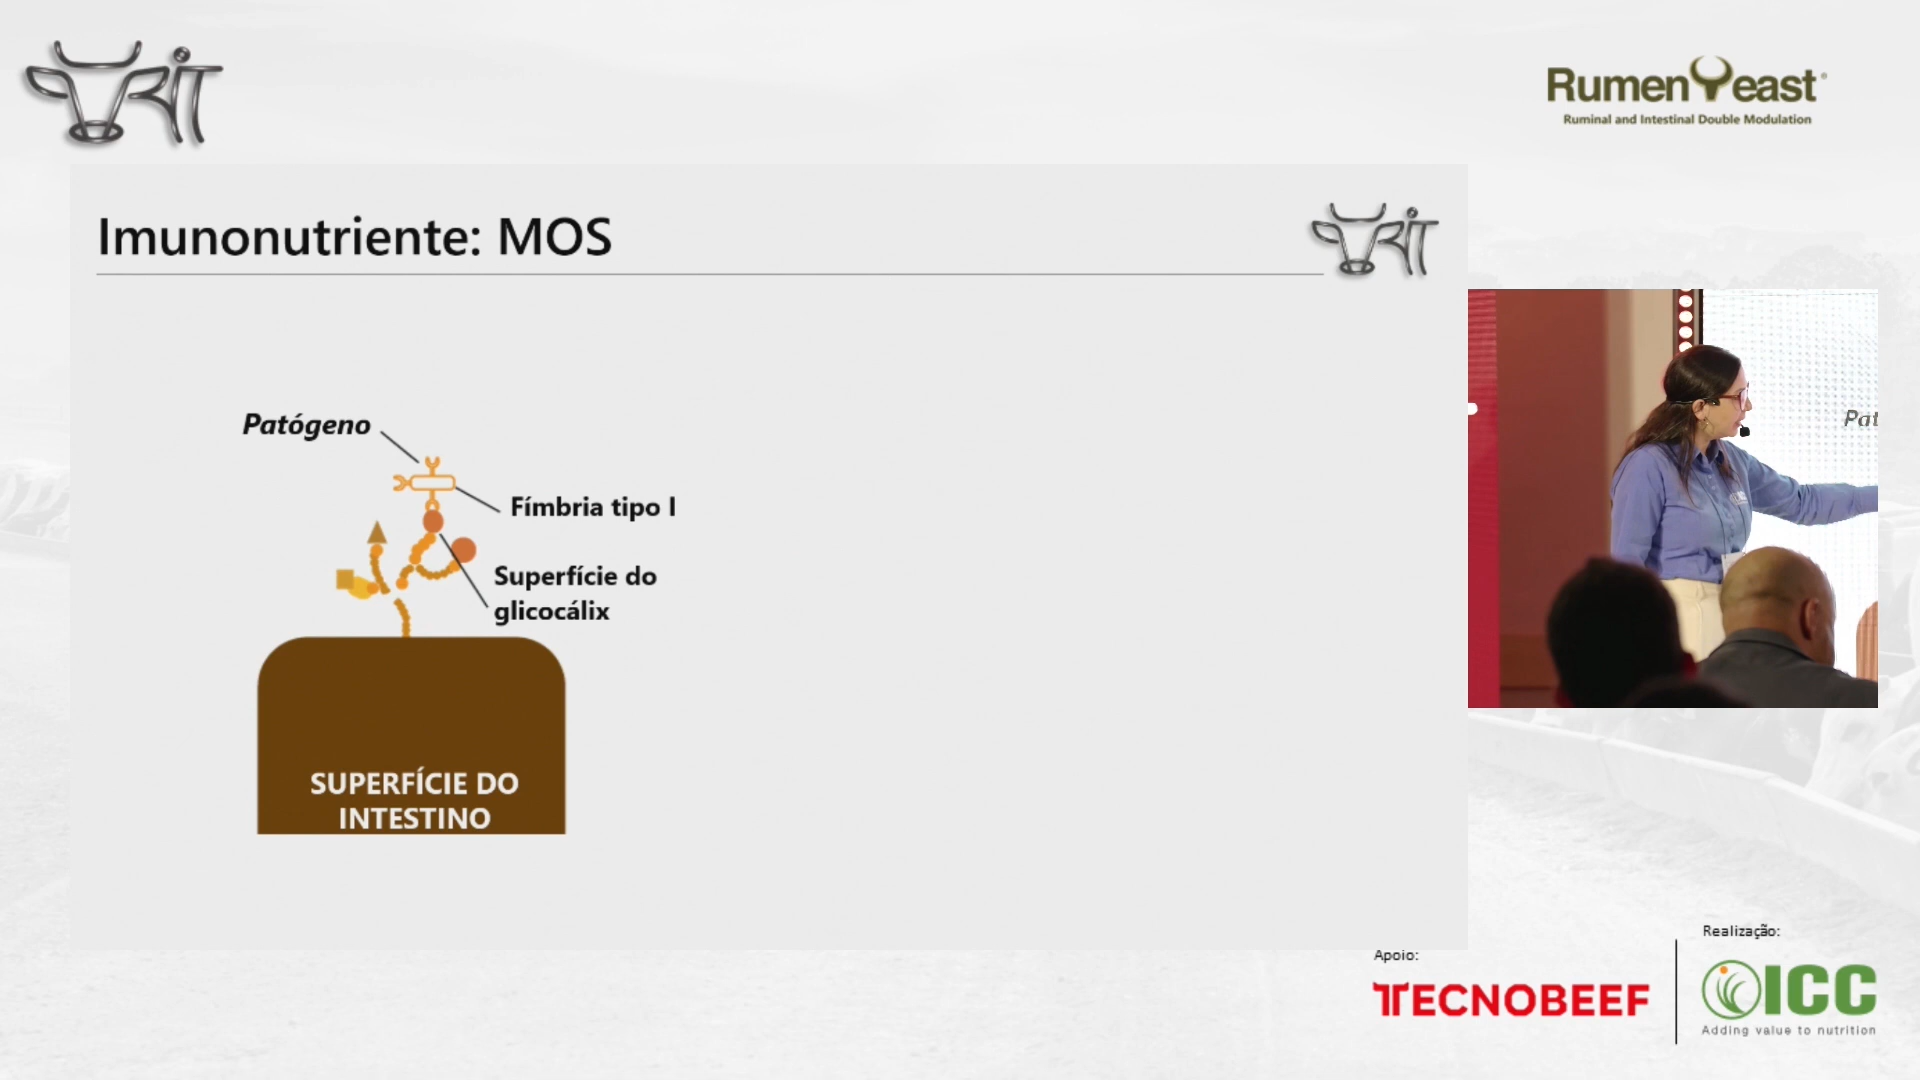 RumenYeast®
Ruminal and Intestinal Double Modulation
Imunonutriente: MOS
Patógeno
Fímbria tipo I
Superfície do
glicocálix
SUPERFÍCIE DO
INTESTINO
Pat
Apoio:
TECNOBEEF
Realização:
ICC
Adding value to nutrition